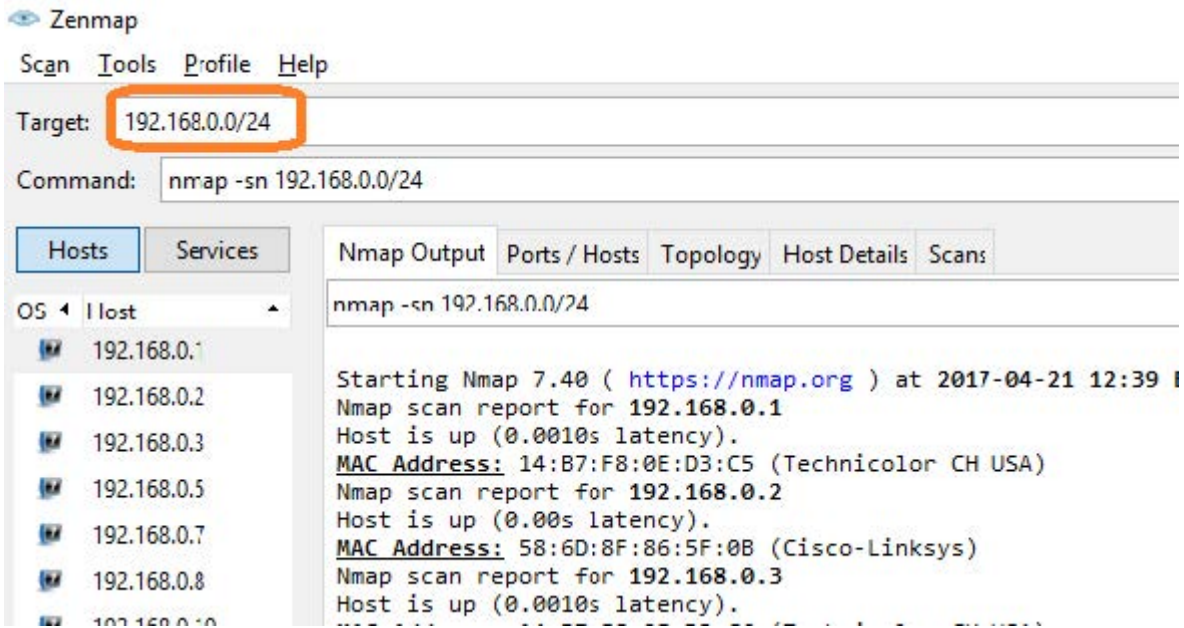 Zenmap
Scan Tools Profile Help
Target: 192.168.0.0/24
Command: nmap -sn 192.168.0.0/24
Hosts Services
Nmap Output Ports / Hosts Topology Host Details Scans
OS Host
nmap -sn 192.168.0.0/24
192.168.0.1
192.168.0.2
192.168.0.3
192.168.0.5
192.168.0.7
192.168.0.8
192.168.0.10
Starting Nmap 7.40 ( https://nmap.org ) at 2017-04-21 12:39
Nmap scan report for 192.168.0.1
Host is up (0.0010s latency).
MAC Address: 14:B7:F8:0E:D3:C5 (Technicolor CH USA)
Nmap scan report for 192.168.0.2
Host is up (0.00s latency).
MAC Address: 58:6D:8F:86:5F:0B (Cisco-Linksys)
Nmap scan report for 192.168.0.3
Host is up (0.0010s latency).